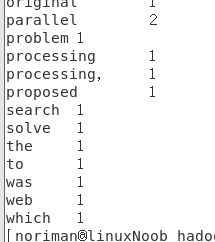 original 1
parallel 2
problem 1
processing 1
processing, 1
proposed 1
search 1
solve 1
the 1
to 1
was 1
web 1
which 1
[noriman@linuxNoob hadoo